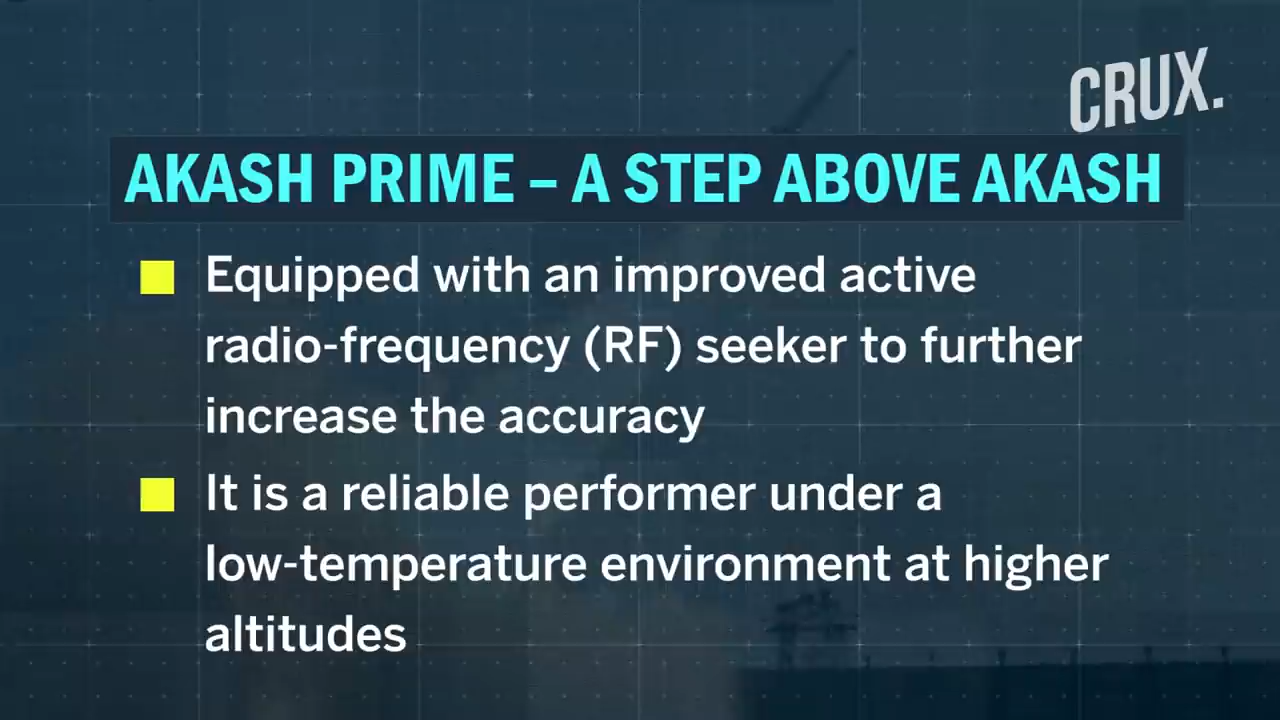 CRUX.
AKASH PRIME – A STEP ABOVE AKASH
Equipped with an improved active
radio-frequency (RF) seeker to further
increase the accuracy
It is a reliable performer under a
low-temperature environment at higher
altitudes